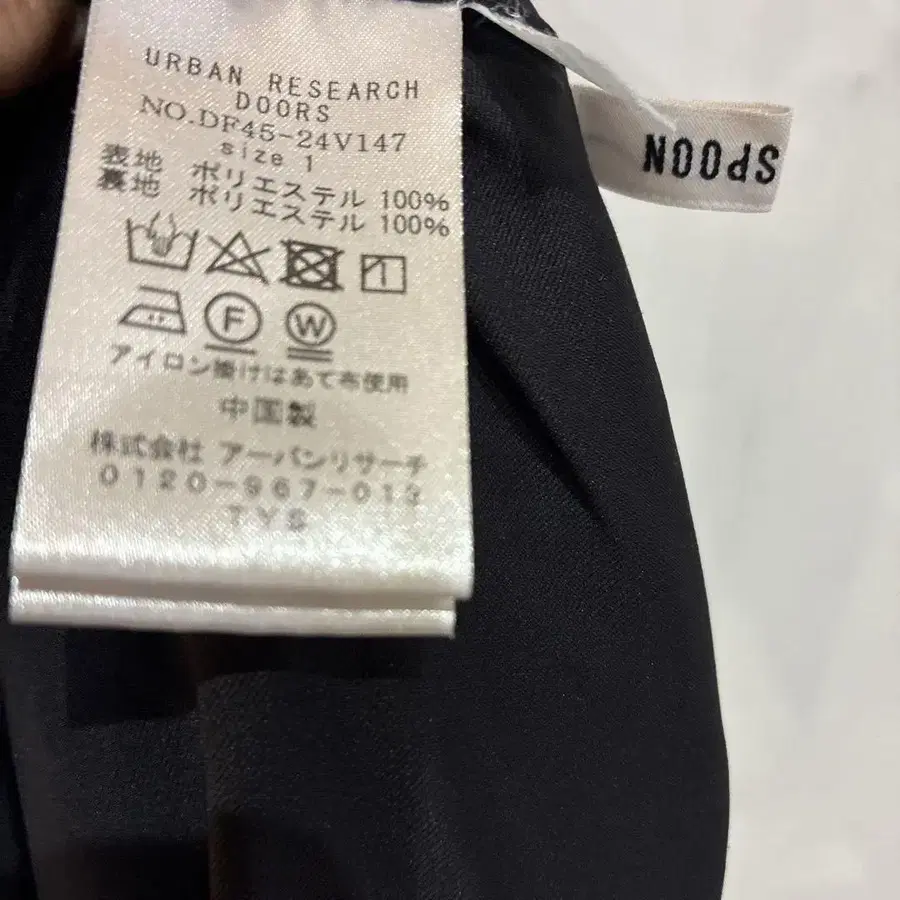 URBAN RESEARCH
DOORS
NO.DF45-24V147
size 1
表地 ポリエステル 100%
裏地 ポリエステル 100%
F
W
アイロン掛けはあて布使用
中国製
株式会社 アーバンリサーチ
0120-967-013
TYS
SPOON